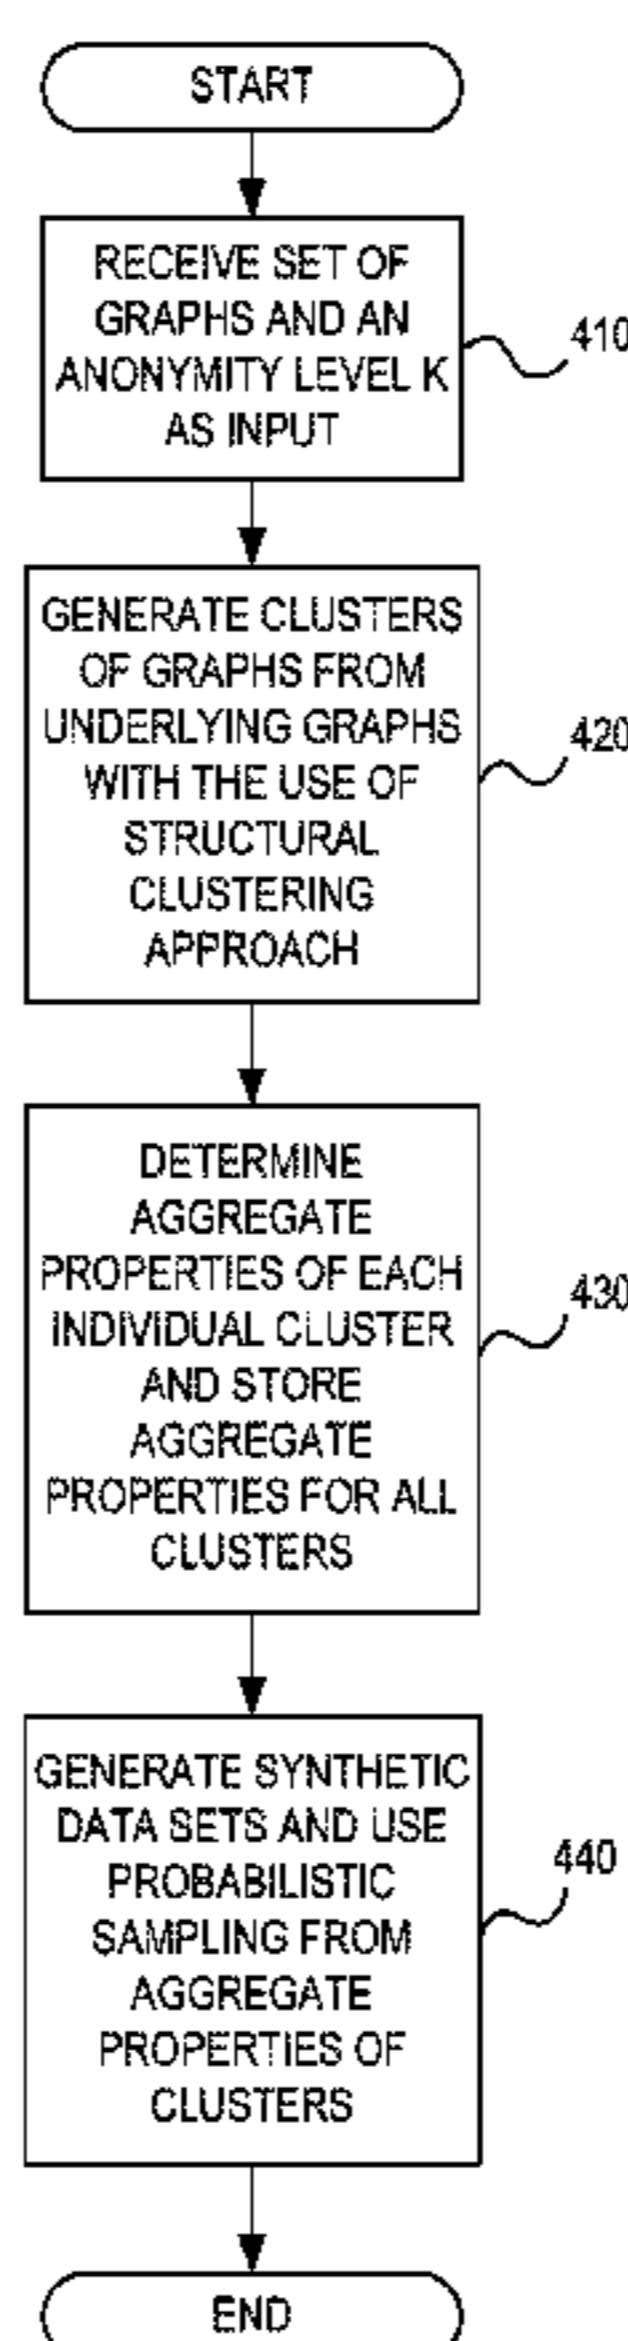 START
RECEIVE SET OF
GRAPHS AND AN
ANONYMITY LEVEL K
AS INPUT
410
GENERATE CLUSTERS
OF GRAPHS FROM
UNDERLYING GRAPHS
WITH THE USE OF
STRUCTURAL
CLUSTERING
APPROACH
420
DETERMINE
AGGREGATE
PROPERTIES OF EACH
INDIVIDUAL CLUSTER
AND STORE
AGGREGATE
PROPERTIES FOR ALL
CLUSTERS
430
GENERATE SYNTHETIC
DATA SETS AND USE
PROBABILISTIC
SAMPLING FROM
AGGREGATE
PROPERTIES OF
CLUSTERS
440
END